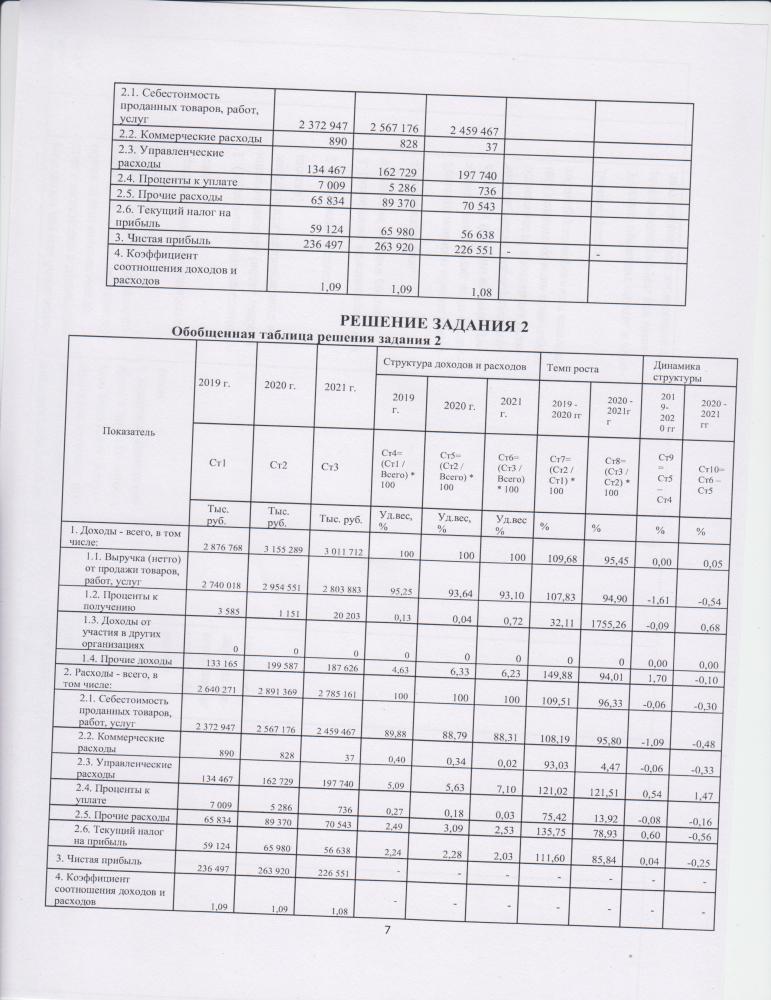 2.1. Себестоимость
проданных товаров, работ,
услуг 2 372 947 2 567 176 2 459 467
2.2. Коммерческие расходы 890 828 37
2.3. Управленческие
расходы 134 467 162 729 197 740
2.4. Проценты к уплате 7 009 5 286 736
2.5. Прочие расходы 65 834 89 370 70 543
2.6. Текущий налог на
прибыль 59 124 65 980 56 638
3. Чистая прибыль 236 497 263 920 226 551 - -
4. Коэффициент
соотношения доходов и
расходов 1,09 1,09 1,08
РЕШЕНИЕ ЗАДАНИЯ 2
Обобщенная таблица решения задания 2
Показатель
2019 г.
2020 г.
2021 г.
Структура доходов и расходов
Темп роста
Динамика
структуры
2019
г.
2020 г.
2021
г.
2019 -
2020 гг
2020 -
2021г
г
201
9-
202
0 гг
2020 -
2021
гг
Ст1
Ст2
Ст3
Ст4=
(Ст1 /
Всего) *
100
Ст5=
(Ст2 /
Всего) *
100
Ст6=
(Ст3 /
Всего)
* 100
Ст7=
(Ст2 /
Ст1) *
100
Ст8=
(Ст3 /
Ст2) *
100
Ст9
=
Ст5
–
Ст4
Ст10=
Ст6 –
Ст5
Тыс.
руб.
Тыс.
руб.
Тыс. руб.
Уд.вес,
%
Уд.вес,
%
Уд.вес
%
%
%
%
%
1. Доходы - всего, в том
числе: 2 876 768 3 155 289 3 011 712 100 100 100 109,68 95,45 0,00 0,05
1.1. Выручка (нетто)
от продажи товаров,
работ, услуг 2 740 018 2 954 551 2 803 883 95,25 93,64 93,10 107,83 94,90 -1,61 -0,54
1.2. Проценты к
получению 3 585 1 151 20 203 0,13 0,04 0,72 32,11 1755,26 -0,09 0,68
1.3. Доходы от
участия в других
организациях 0 0 0 0 0 0 0 0 0,00 0,00
1.4. Прочие доходы 133 165 199 587 187 626 4,63 6,33 6,23 149,88 94,01 1,70 -0,10
2. Расходы - всего, в
том числе: 2 640 271 2 891 369 2 785 161 100 100 100 109,51 96,33 -0,06 -0,30
2.1. Себестоимость
проданных товаров,
работ, услуг 2 372 947 2 567 176 2 459 467 89,88 88,79 88,31 108,19 95,80 -1,09 -0,48
2.2. Коммерческие
расходы 890 828 37 0,40 0,34 0,02 93,03 4,47 -0,06 -0,33
2.3. Управленческие
расходы 134 467 162 729 197 740 5,09 5,63 7,10 121,02 121,51 0,54 1,47
2.4. Проценты к
уплате 7 009 5 286 736 0,27 0,18 0,03 75,42 13,92 -0,08 -0,16
2.5. Прочие расходы 65 834 89 370 70 543 2,49 3,09 2,53 135,75 78,93 0,60 -0,56
2.6. Текущий налог
на прибыль 59 124 65 980 56 638 2,24 2,28 2,03 111,60 85,84 0,04 -0,25
3. Чистая прибыль 236 497 263 920 226 551 - - - - - - -
4. Коэффициент
соотношения доходов и
расходов 1,09 1,09 1,08 - - - - - - -
7